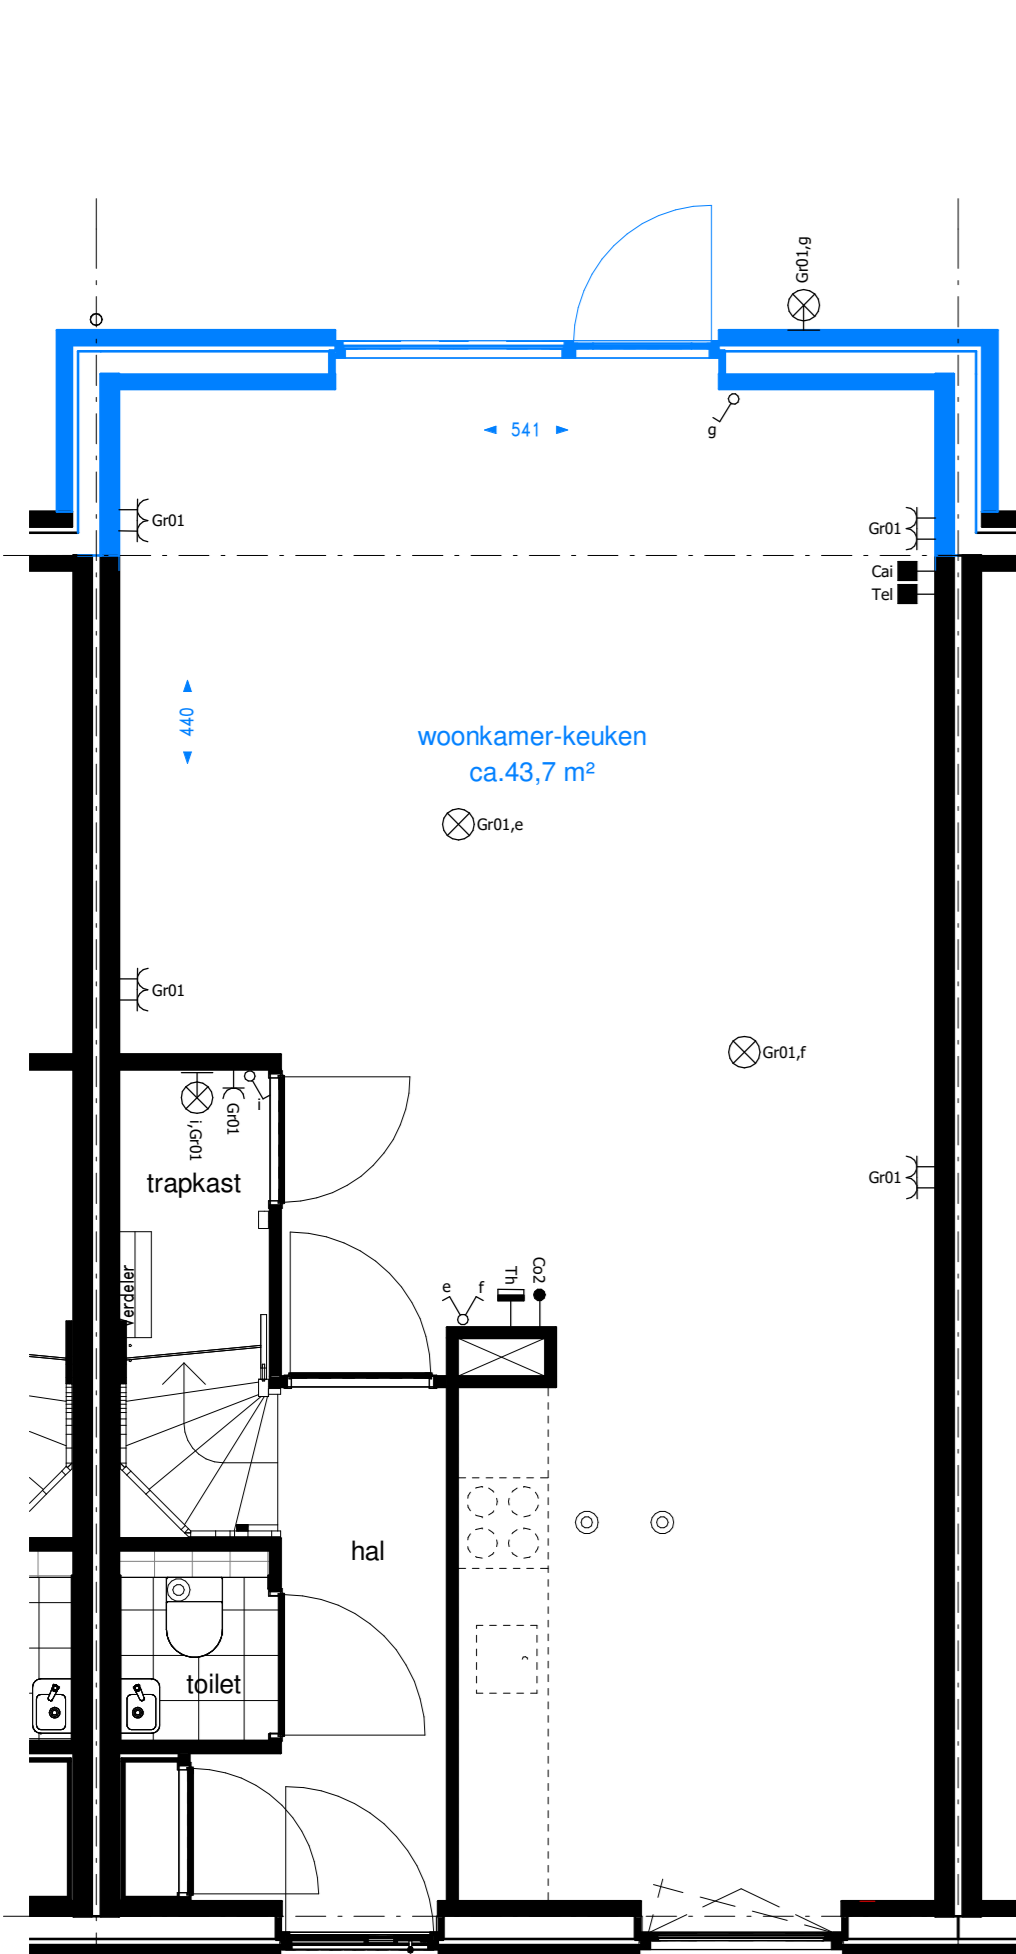 Gr01,g
541
g
Gr01
Gr01
Cai
Tel
440
woonkamer-keuken
ca.43,7 m²
Gr01,e
Gr01
Gr01,f
i
Gr01
i,Gr01
trapkast
Gr01
Verdeler
e
f
Th
Co2
hal
toilet